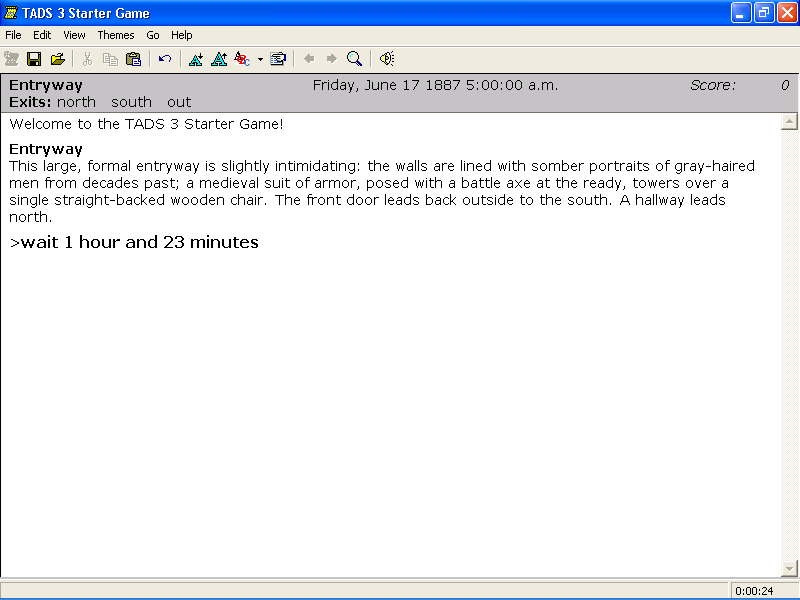 TADS 3 Starter Game
File Edit View Themes Go Help
Entryway Friday, June 17 1887 5:00:00 a.m. Score: 0
Exits: north south out
Welcome to the TADS 3 Starter Game!
Entryway
This large, formal entryway is slightly intimidating: the walls are lined with somber portraits of gray-haired
men from decades past; a medieval suit of armor, posed with a battle axe at the ready, towers over a
single straight-backed wooden chair. The front door leads back outside to the south. A hallway leads
north.
>wait 1 hour and 23 minutes
0:00:24